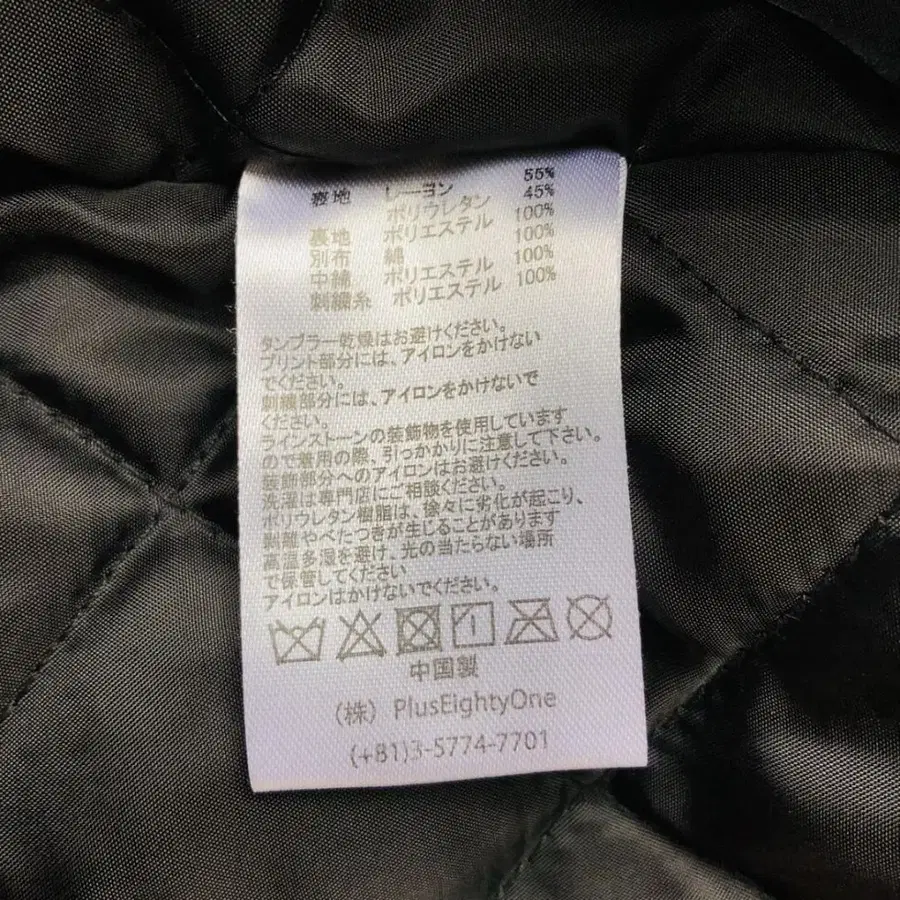 表地 レーヨン 55%
ポリウレタン 45%
裏地 ポリエステル 100%
別布 綿 100%
中綿 ポリエステル 100%
刺繍糸 ポリエステル 100%
タンブラー乾燥はお避けください。
プリント部分には、アイロンをかけない
でください。
刺繍部分には、アイロンをかけないで
ください。
ラインストーンの装飾物を使用しています
ので着用の際、引っかかりに注意して下さい。
装飾部分へのアイロンはお避けください。
洗濯は専門店にご相談ください。
ポリウレタン樹脂は、徐々に劣化が起こり、
剥離やべたつきが生じることがあります
高温多湿を避け、光の当たらない場所
で保管してください
アイロンはかけないでください。
中国製
(株) PlusEightyOne
(+81)3-5774-7701